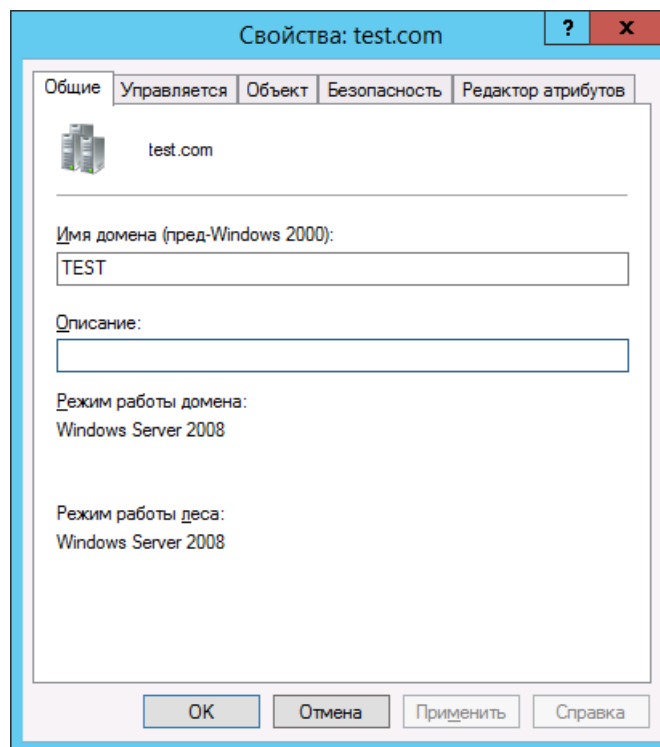 Свойства: test.com
? x
Общие Управляется Объект Безопасность Редактор атрибутов
test.com
Имя домена (пред-Windows 2000):
TEST
Описание:
Режим работы домена:
Windows Server 2008
Режим работы леса:
Windows Server 2008
OK Отмена Применить Справка